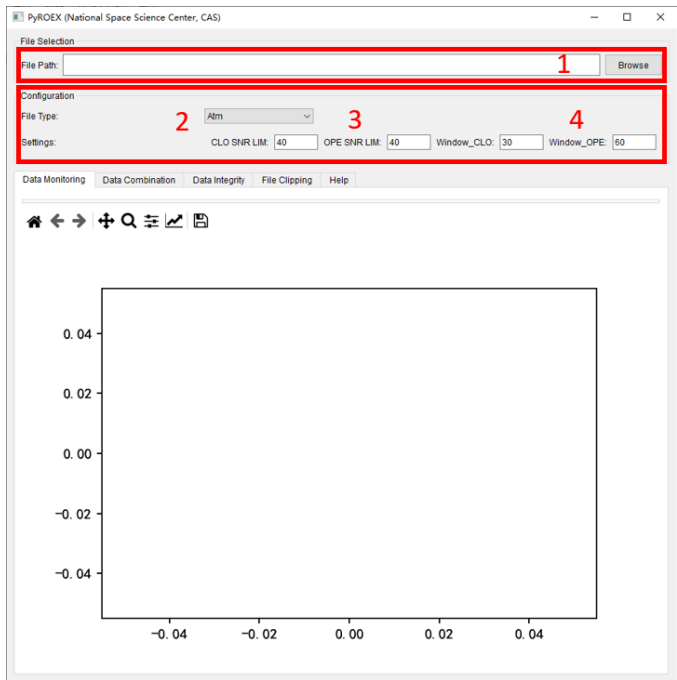 PyROEX (National Space Science Center, CAS)
File Selection
File Path: 1 Browse
Configuration
File Type: 2 Atm 3 4
Settings: CLO SNR LIM: 40 OPE SNR LIM: 40 Window_CLO: 30 Window_OPE: 60
Data Monitoring Data Combination Data Integrity File Clipping Help
0.04
0.02
0.00
-0.02
-0.04
-0.04 -0.02 0.00 0.02 0.04